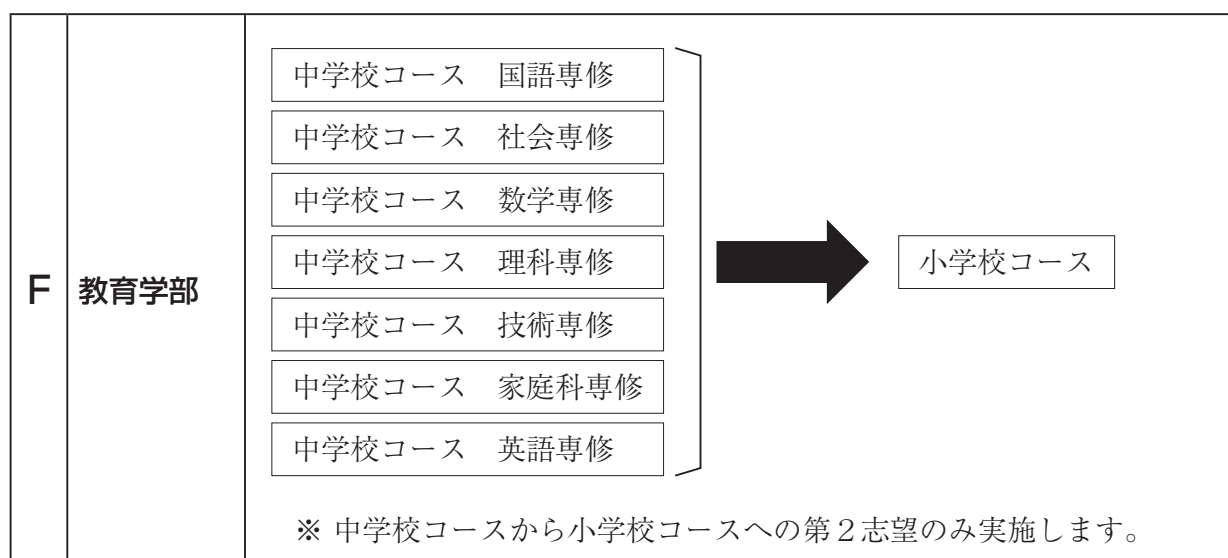 F
教育学部
中学校コース　国語専修
中学校コース　社会専修
中学校コース　数学専修
中学校コース　理科専修
中学校コース　技術専修
中学校コース　家庭科専修
中学校コース　英語専修
小学校コース
※ 中学校コースから小学校コースへの第２志望のみ実施します。